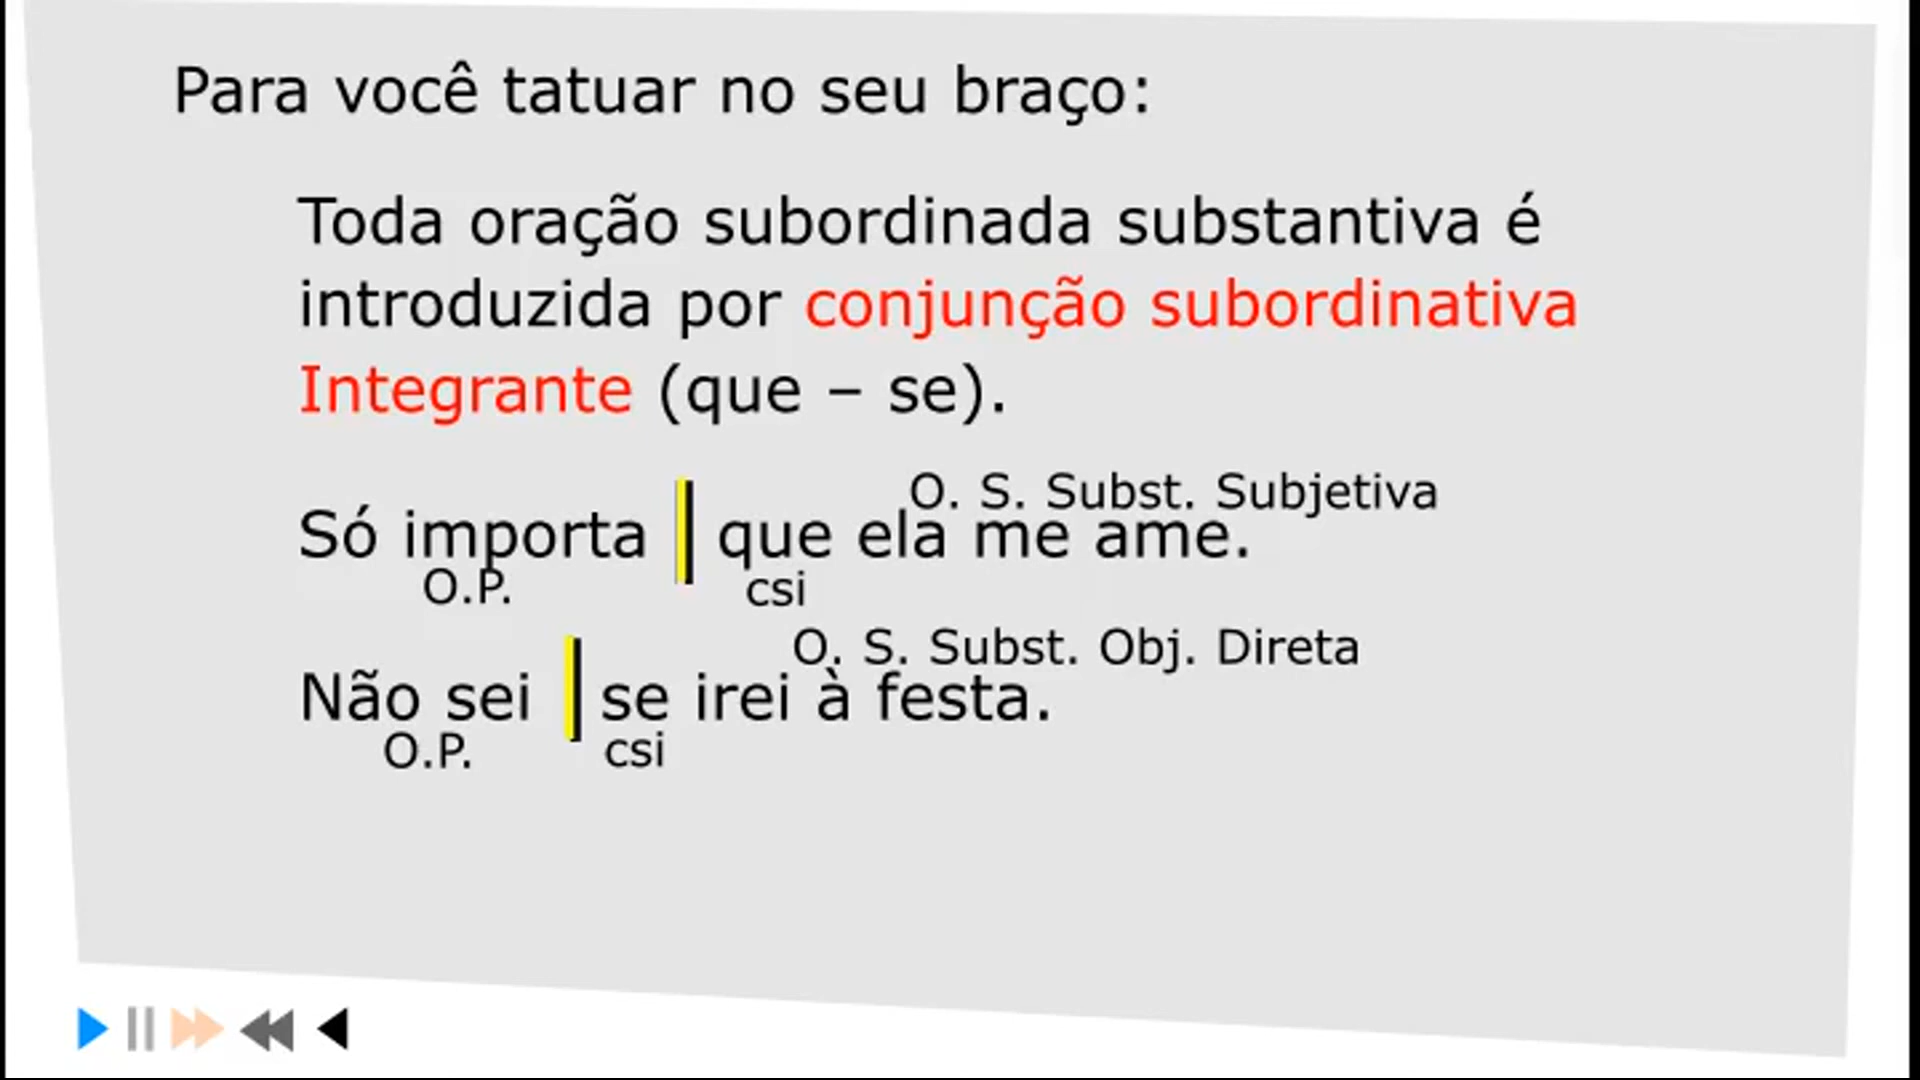 Para você tatuar no seu braço:
Toda oração subordinada substantiva é
introduzida por conjunção subordinativa
Integrante (que – se).
O. S. Subst. Subjetiva
Só importa que ela me ame.
O.P. csi
O. S. Subst. Obj. Direta
Não sei se irei à festa.
O.P. csi